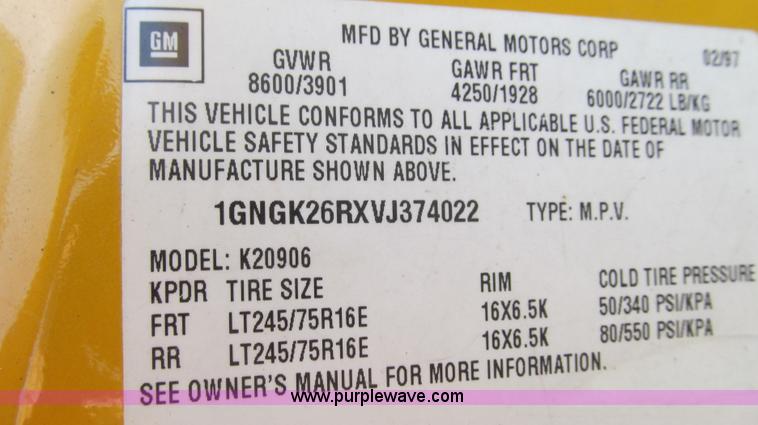 GM
MFD BY GENERAL MOTORS CORP 02/97
GVWR GAWR FRT GAWR RR
8600/3901 4250/1928 6000/2722 LB/KG
THIS VEHICLE CONFORMS TO ALL APPLICABLE U.S. FEDERAL MOTOR
VEHICLE SAFETY STANDARDS IN EFFECT ON THE DATE OF
MANUFACTURE SHOWN ABOVE.
1GNGK26RXVJ374022 TYPE: M.P.V.
MODEL: K20906
KPDR TIRE SIZE RIM COLD TIRE PRESSURE
FRT LT245/75R16E 16X6.5K 50/340 PSI/KPA
RR LT245/75R16E 16X6.5K 80/550 PSI/KPA
SEE OWNER'S MANUAL FOR MORE INFORMATION.
www.purplewave.com